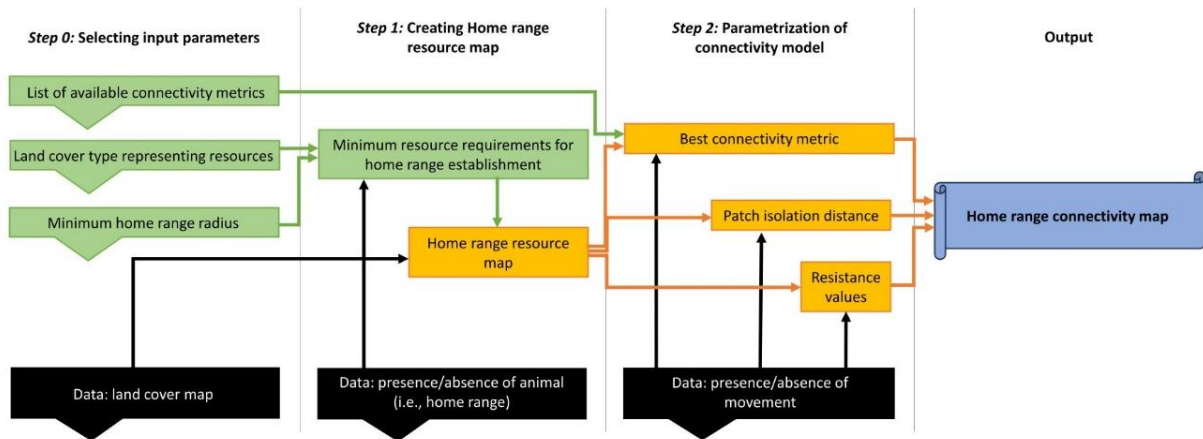 Step 0: Selecting input parameters
Step 1: Creating Home range
resource map
Step 2: Parametrization of
connectivity model
Output
List of available connectivity metrics
Land cover type representing resources
Minimum home range radius
Minimum resource requirements for
home range establishment
Home range resource
map
Best connectivity metric
Patch isolation distance
Resistance
values
Home range connectivity map
Data: land cover map
Data: presence/absence of animal
(i.e., home range)
Data: presence/absence of
movement